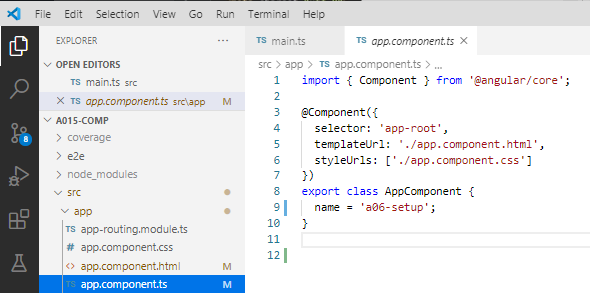 File Edit Selection View Go Run Terminal Help
EXPLORER
OPEN EDITORS
TS main.ts src
TS app.component.ts src\app M
A015-COMP
coverage
e2e
node_modules
src
app
TS app-routing.module.ts
# app.component.css
<> app.component.html M
TS app.component.ts M
8
TS main.ts
TS app.component.ts
src > app > TS app.component.ts > ...
1 import { Component } from '@angular/core';
2
3
4 @Component({
5 selector: 'app-root',
6 templateUrl: './app.component.html',
6 styleUrls: ['./app.component.css']
7 })
8 export class AppComponent {
9 name = 'a06-setup';
10 }
11
12